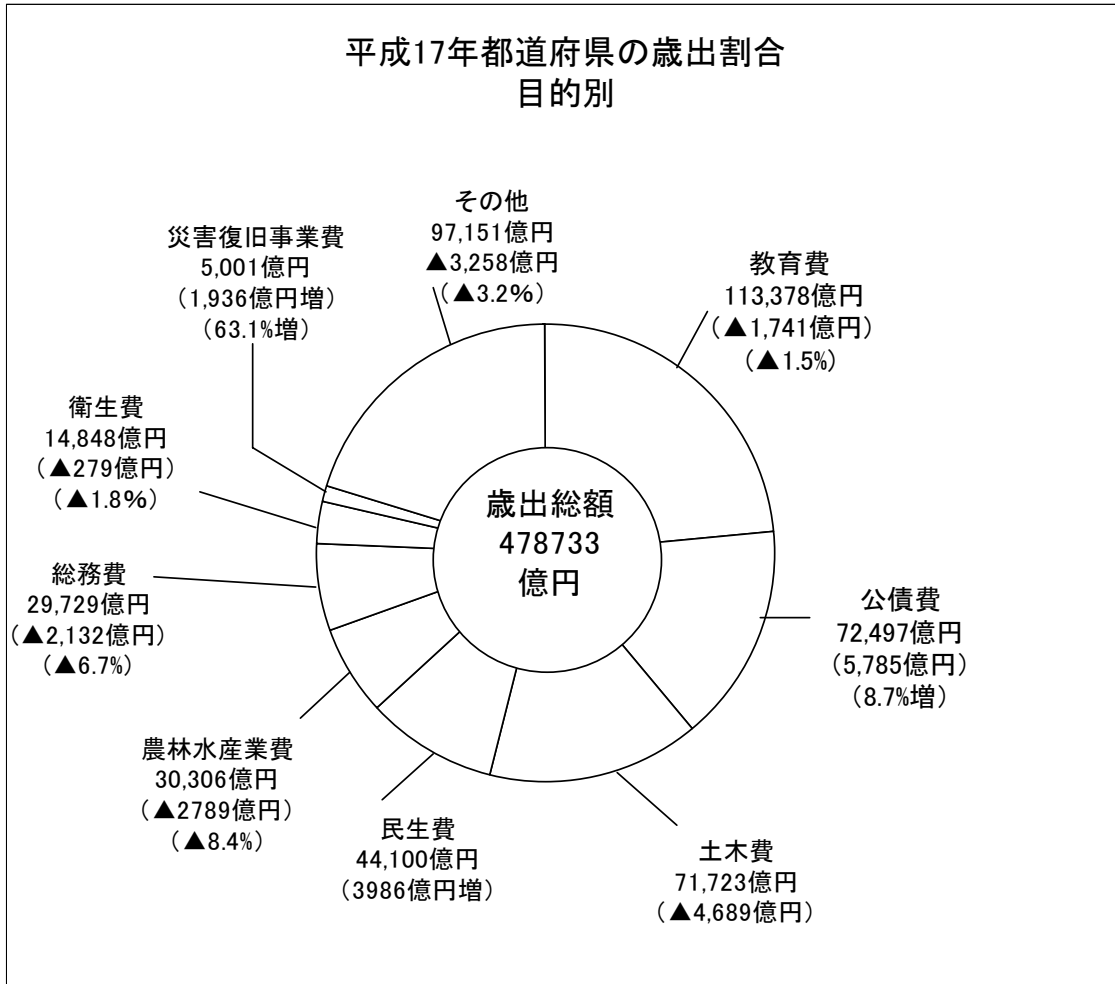 平成17年都道府県の歳出割合
目的別
その他
97,151億円
▲3,258億円
(▲3.2%)
災害復旧事業費
5,001億円
(1,936億円増)
(63.1%増)
教育費
113,378億円
(▲1,741億円)
(▲1.5%)
衛生費
14,848億円
(▲279億円)
(▲1.8%)
歳出総額
478733
億円
総務費
29,729億円
(▲2,132億円)
(▲6.7%)
公債費
72,497億円
(5,785億円)
(8.7%増)
農林水産業費
30,306億円
(▲2789億円)
(▲8.4%)
民生費
44,100億円
(3986億円増)
土木費
71,723億円
(▲4,689億円)